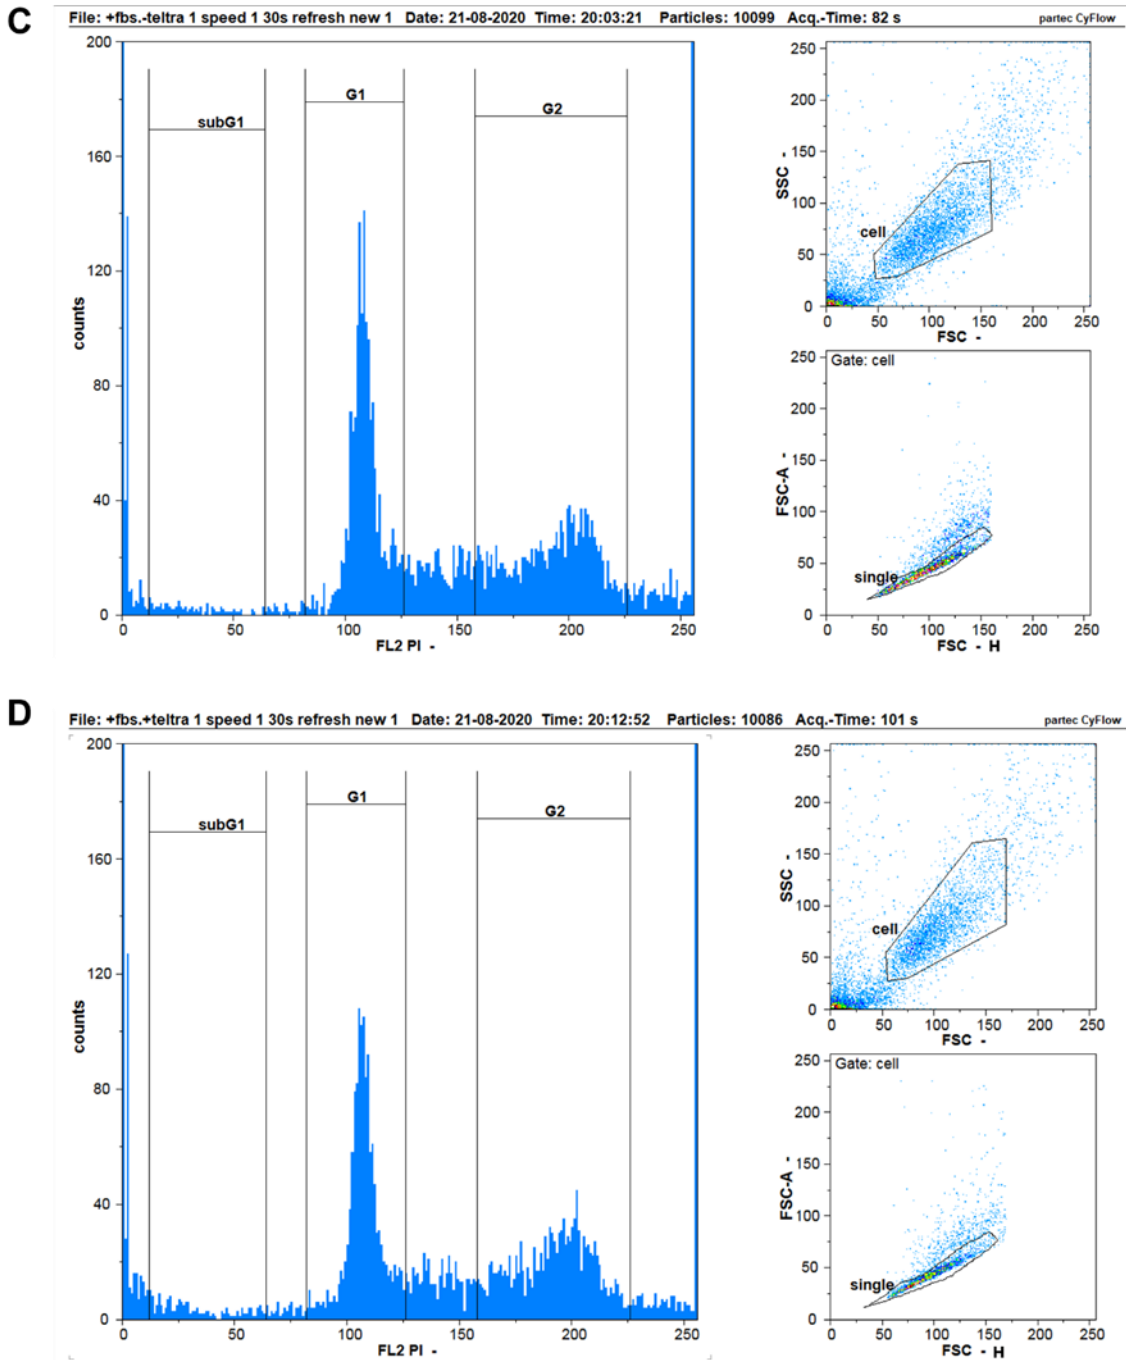 C
File: +fbs.-teltra 1 speed 1 30s refresh new 1 Date: 21-08-2020 Time: 20:03:21 Particles: 10099 Acq.-Time: 82 s partec CyFlow
200
160
120
80
40
0
counts
subG1
G1
G2
0 50 100 150 200 250
FL2 PI -
250
200
150
100
50
0
SSC -
cell
0 50 100 150 200 250
FSC -
Gate: cell
250
200
150
100
50
0
FSC-A -
single
0 50 100 150 200 250
FSC - H
D
File: +fbs.+teltra 1 speed 1 30s refresh new 1 Date: 21-08-2020 Time: 20:12:52 Particles: 10086 Acq.-Time: 101 s partec CyFlow
200
160
120
80
40
0
counts
subG1
G1
G2
0 50 100 150 200 250
FL2 PI -
250
200
150
100
50
0
SSC -
cell
0 50 100 150 200 250
FSC -
Gate: cell
250
200
150
100
50
0
FSC-A -
single
0 50 100 150 200 250
FSC - H